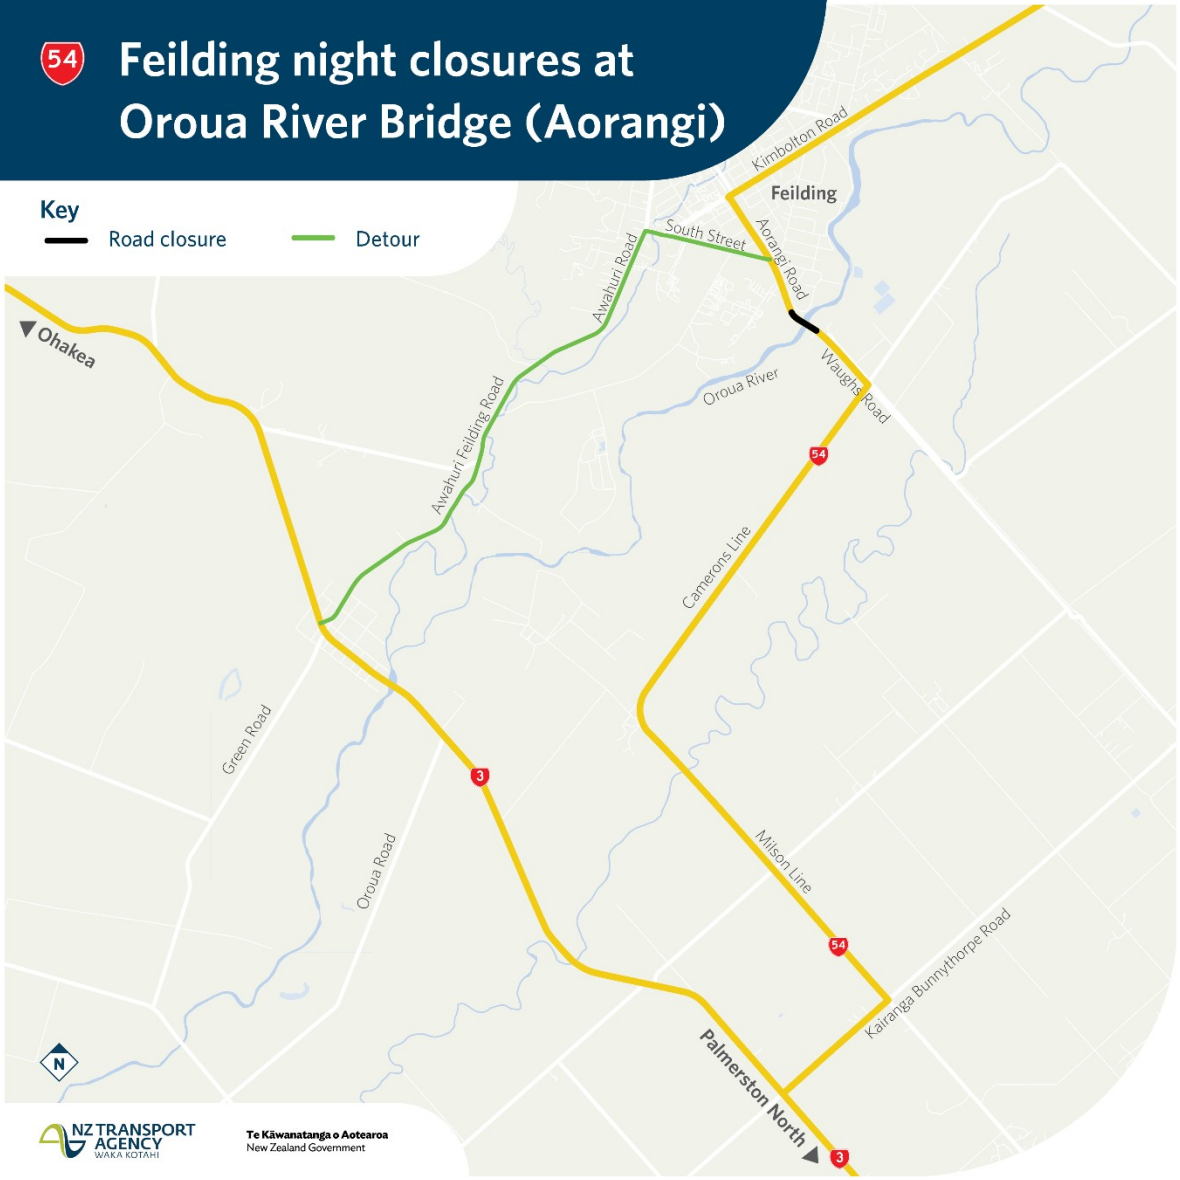 54
Feilding night closures at
Oroua River Bridge (Aorangi)
Key
Road closure
Detour
Kimbolton Road
Feilding
South Street
Aorangi Road
Awahuri Road
Ohakea
Waughs Road
Oroua River
Awahuri Feilding Road
54
Camerons Line
Green Road
3
Oroua Road
Milson Line
54
Kairanga Bunnythorpe Road
Palmerston North
3
N
NZ TRANSPORT
AGENCY
WAKA KOTAHI
Te Kāwanatanga o Aotearoa
New Zealand Government